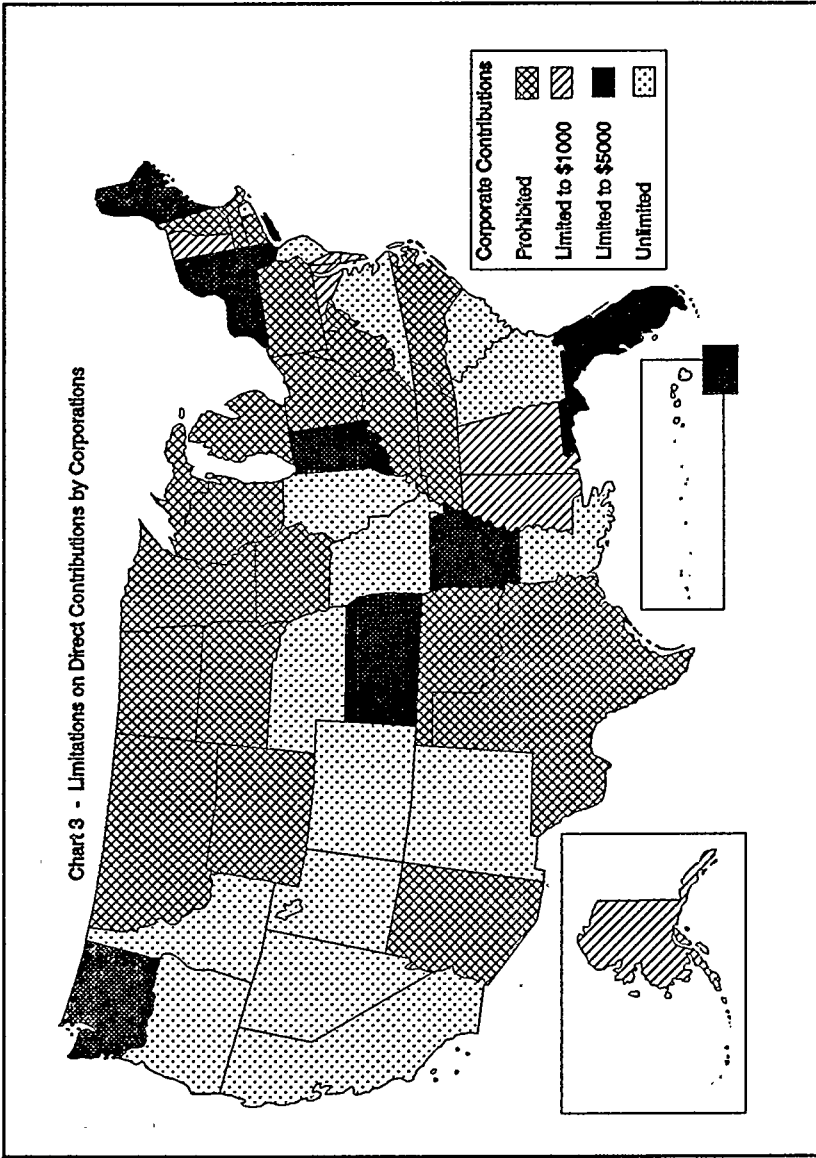 Chart 3 - Limitations on Direct Contributions by Corporations
Corporate Contributions
Prohibited
Limited to $1000
Limited to $5000
Unlimited